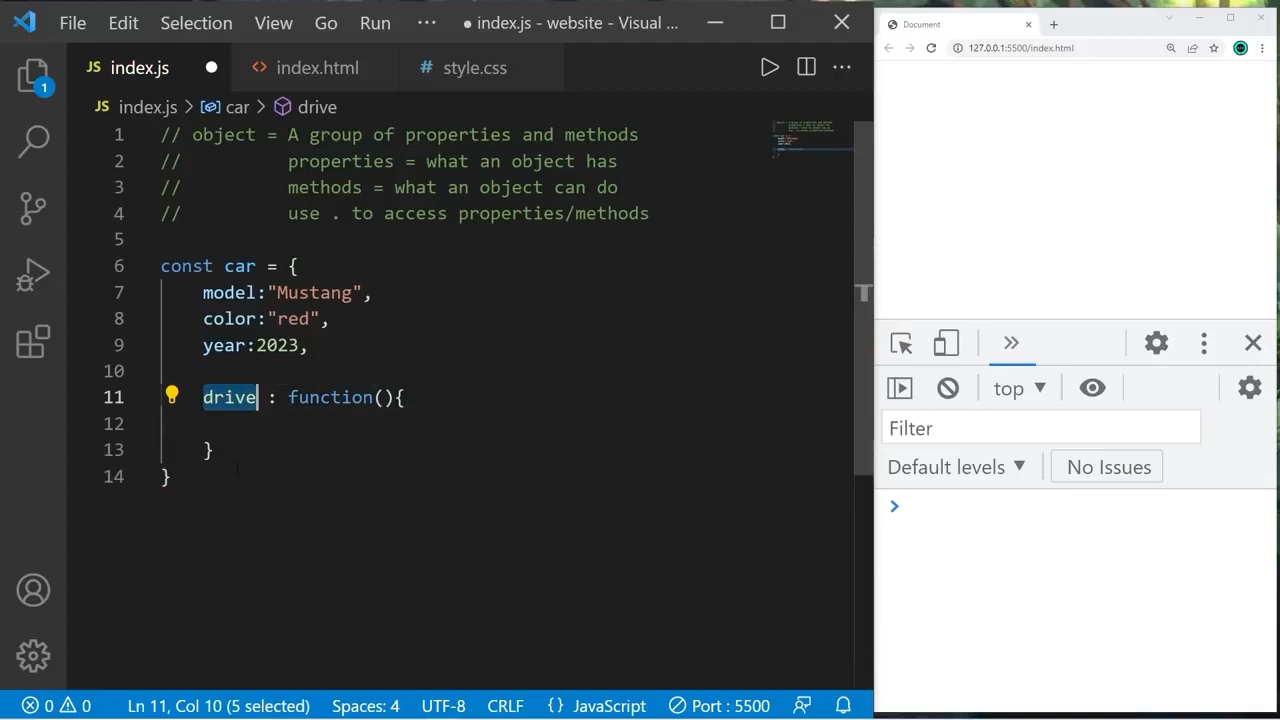 File Edit Selection View Go Run ··· ● index.js - website - Visual ...
JS index.js ● <> index.html # style.css
JS index.js > car > drive
1 // object = A group of properties and methods
2 //          properties = what an object has
3 //          methods = what an object can do
4 //          use . to access properties/methods
5
6 const car = {
7     model:"Mustang",
8     color:"red",
9     year:2023,
10
11     drive : function(){
12
13     }
14 }
1
0 0 Ln 11, Col 10 (5 selected) Spaces: 4 UTF-8 CRLF {} JavaScript Port : 5500
Document
127.0.0.1:5500/index.html
top
Filter
Default levels No Issues